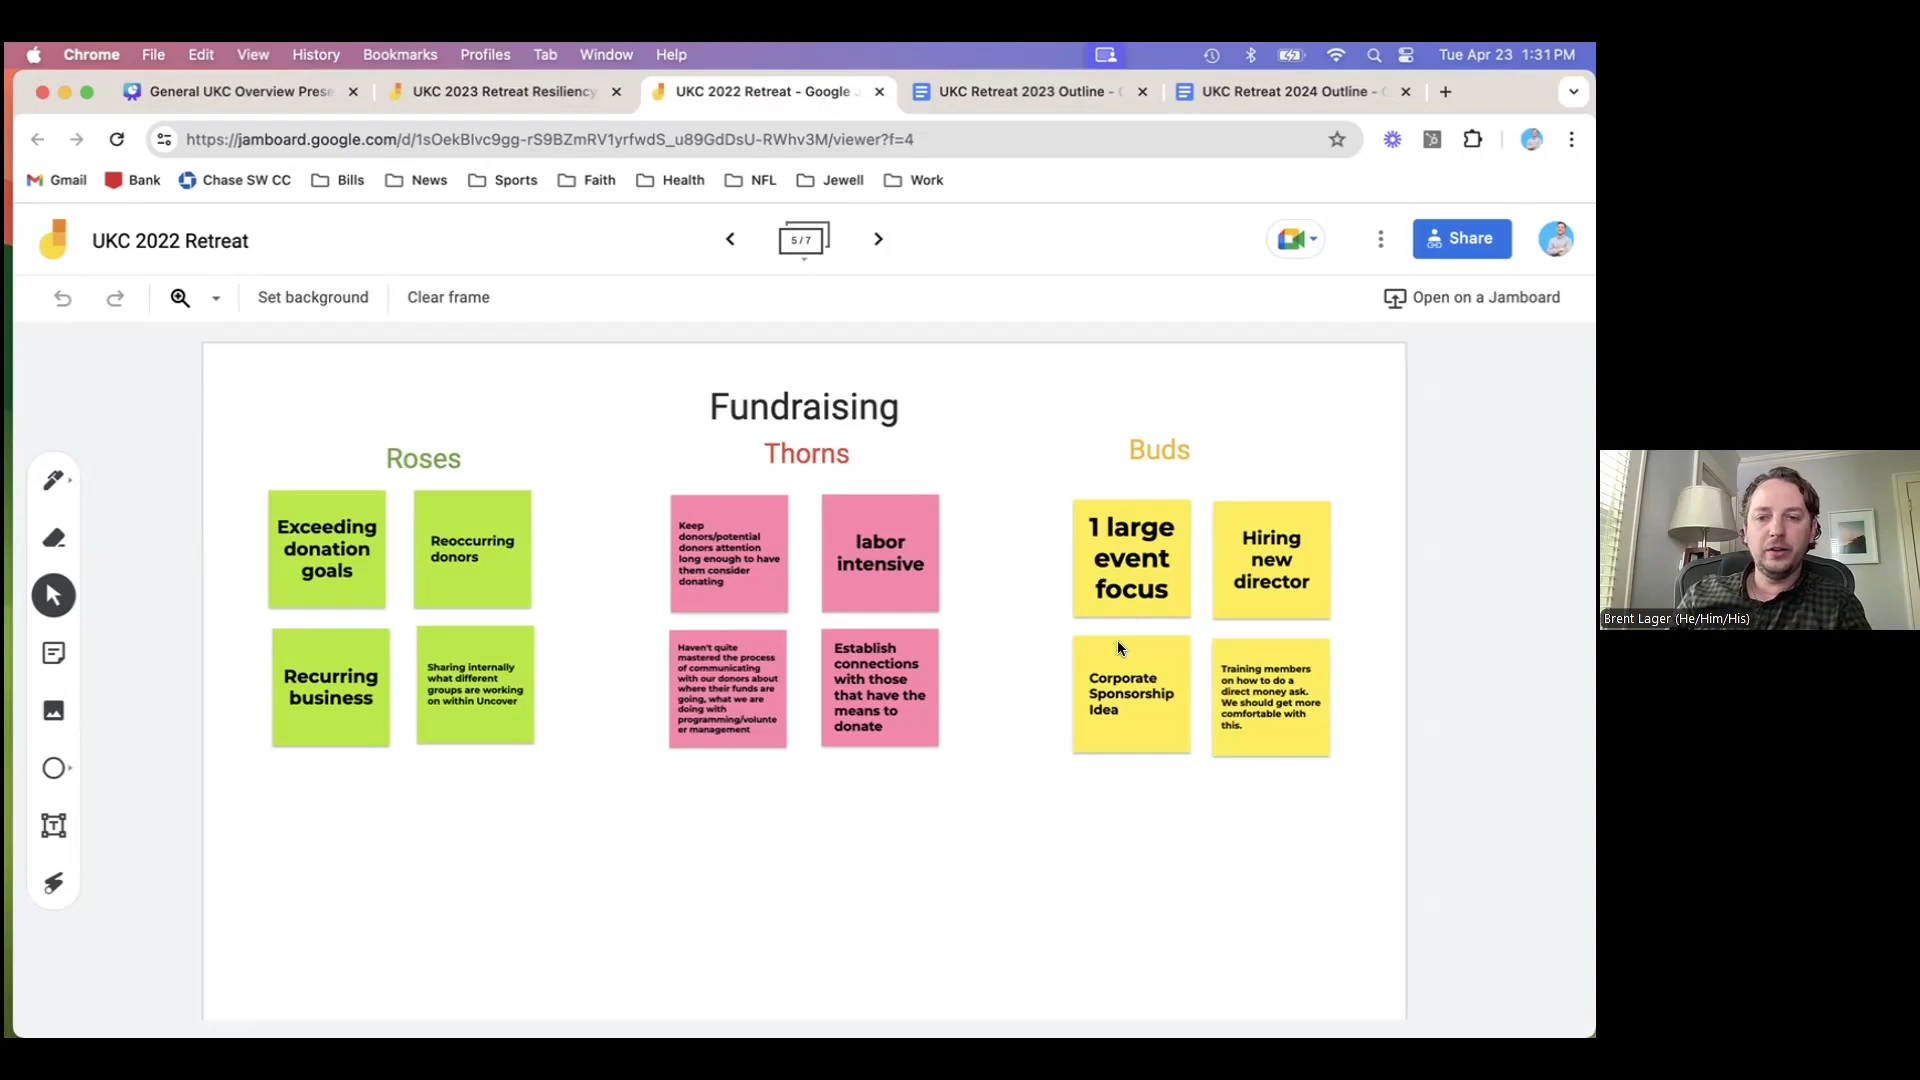 Chrome File Edit View History Bookmarks Profiles Tab Window Help Tue Apr 23 1:31 PM
General UKC Overview Prese UKC 2023 Retreat Resiliency UKC 2022 Retreat - Google UKC Retreat 2023 Outline - UKC Retreat 2024 Outline -
https://jamboard.google.com/d/1sOekBIvc9gg-rS9BZmRV1yrfwdS_u89GdDsU-RWhv3M/viewer?f=4
Gmail Bank Chase SW CC Bills News Sports Faith Health NFL Jewell Work
UKC 2022 Retreat
5 / 7
Share
Set background Clear frame
Open on a Jamboard
Fundraising
Roses
Exceeding
donation
goals
Reoccurring
donors
Recurring
business
Sharing internally
what different
groups are working
on within Uncover
Thorns
Keep
donors/potential
donors attention
long enough to have
them consider
donating
labor
intensive
Haven't quite
mastered the process
of communicating
with our donors about
where their funds are
going, what we are
doing with
programming/volunte
er management
Establish
connections
with those
that have the
means to
donate
Buds
1 large
event
focus
Hiring
new
director
Corporate
Sponsorship
Idea
Training members
on how to do a
direct money ask.
We should get more
comfortable with
this.
Brent Lager (He/Him/His)